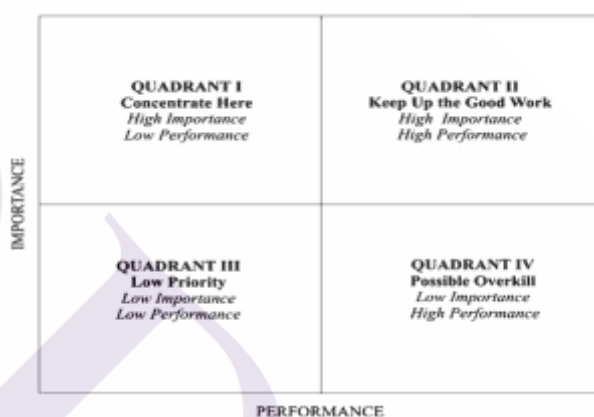 QUADRANT I
Concentrate Here
High Importance
Low Performance
QUADRANT II
Keep Up the Good Work
High Importance
High Performance
IMPORTANCE
QUADRANT III
Low Priority
Low Importance
Low Performance
QUADRANT IV
Possible Overkill
Low Importance
High Performance
PERFORMANCE